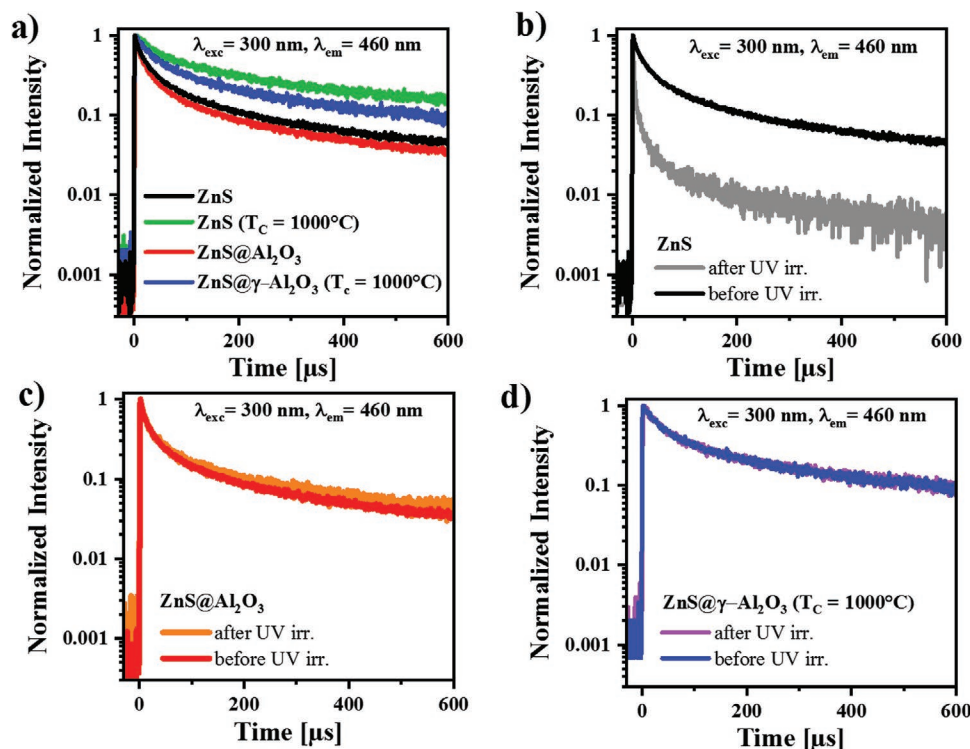 a)
λexc= 300 nm, λem= 460 nm
Normalized Intensity
1
0.1
0.01
0.001
ZnS
ZnS (TC = 1000°C)
ZnS@Al2O3
ZnS@γ–Al2O3 (Tc = 1000°C)
0 200 400 600
Time [μs]
b)
λexc= 300 nm, λem= 460 nm
Normalized Intensity
1
0.1
0.01
0.001
ZnS
after UV irr.
before UV irr.
0 200 400 600
Time [μs]
c)
λexc= 300 nm, λem= 460 nm
Normalized Intensity
1
0.1
0.01
0.001
ZnS@Al2O3
after UV irr.
before UV irr.
0 200 400 600
Time [μs]
d)
λexc= 300 nm, λem= 460 nm
Normalized Intensity
1
0.1
0.01
0.001
ZnS@γ–Al2O3 (TC = 1000°C)
after UV irr.
before UV irr.
0 200 400 600
Time [μs]